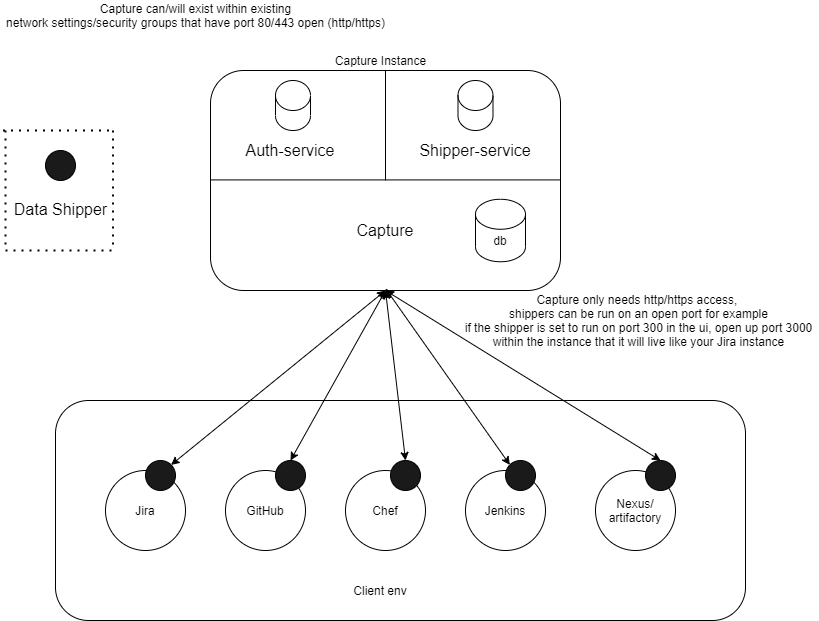 Capture can/will exist within existing
network settings/security groups that have port 80/443 open (http/https)
Capture Instance
Auth-service
Shipper-service
Data Shipper
Capture
db
Capture only needs http/https access,
shippers can be run on an open port for example
if the shipper is set to run on port 300 in the ui, open up port 3000
within the instance that it will live like your Jira instance
Jira
GitHub
Chef
Jenkins
Nexus/
artifactory
Client env